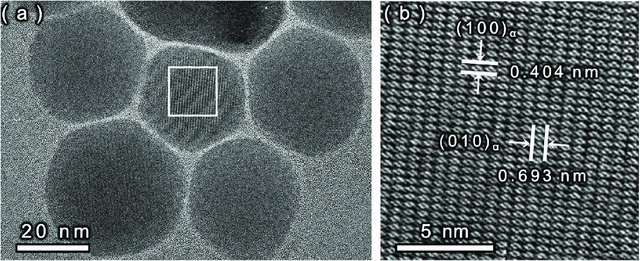 (a)
20 nm
(b)
(100)α
0.404 nm
(010)α
0.693 nm
5 nm